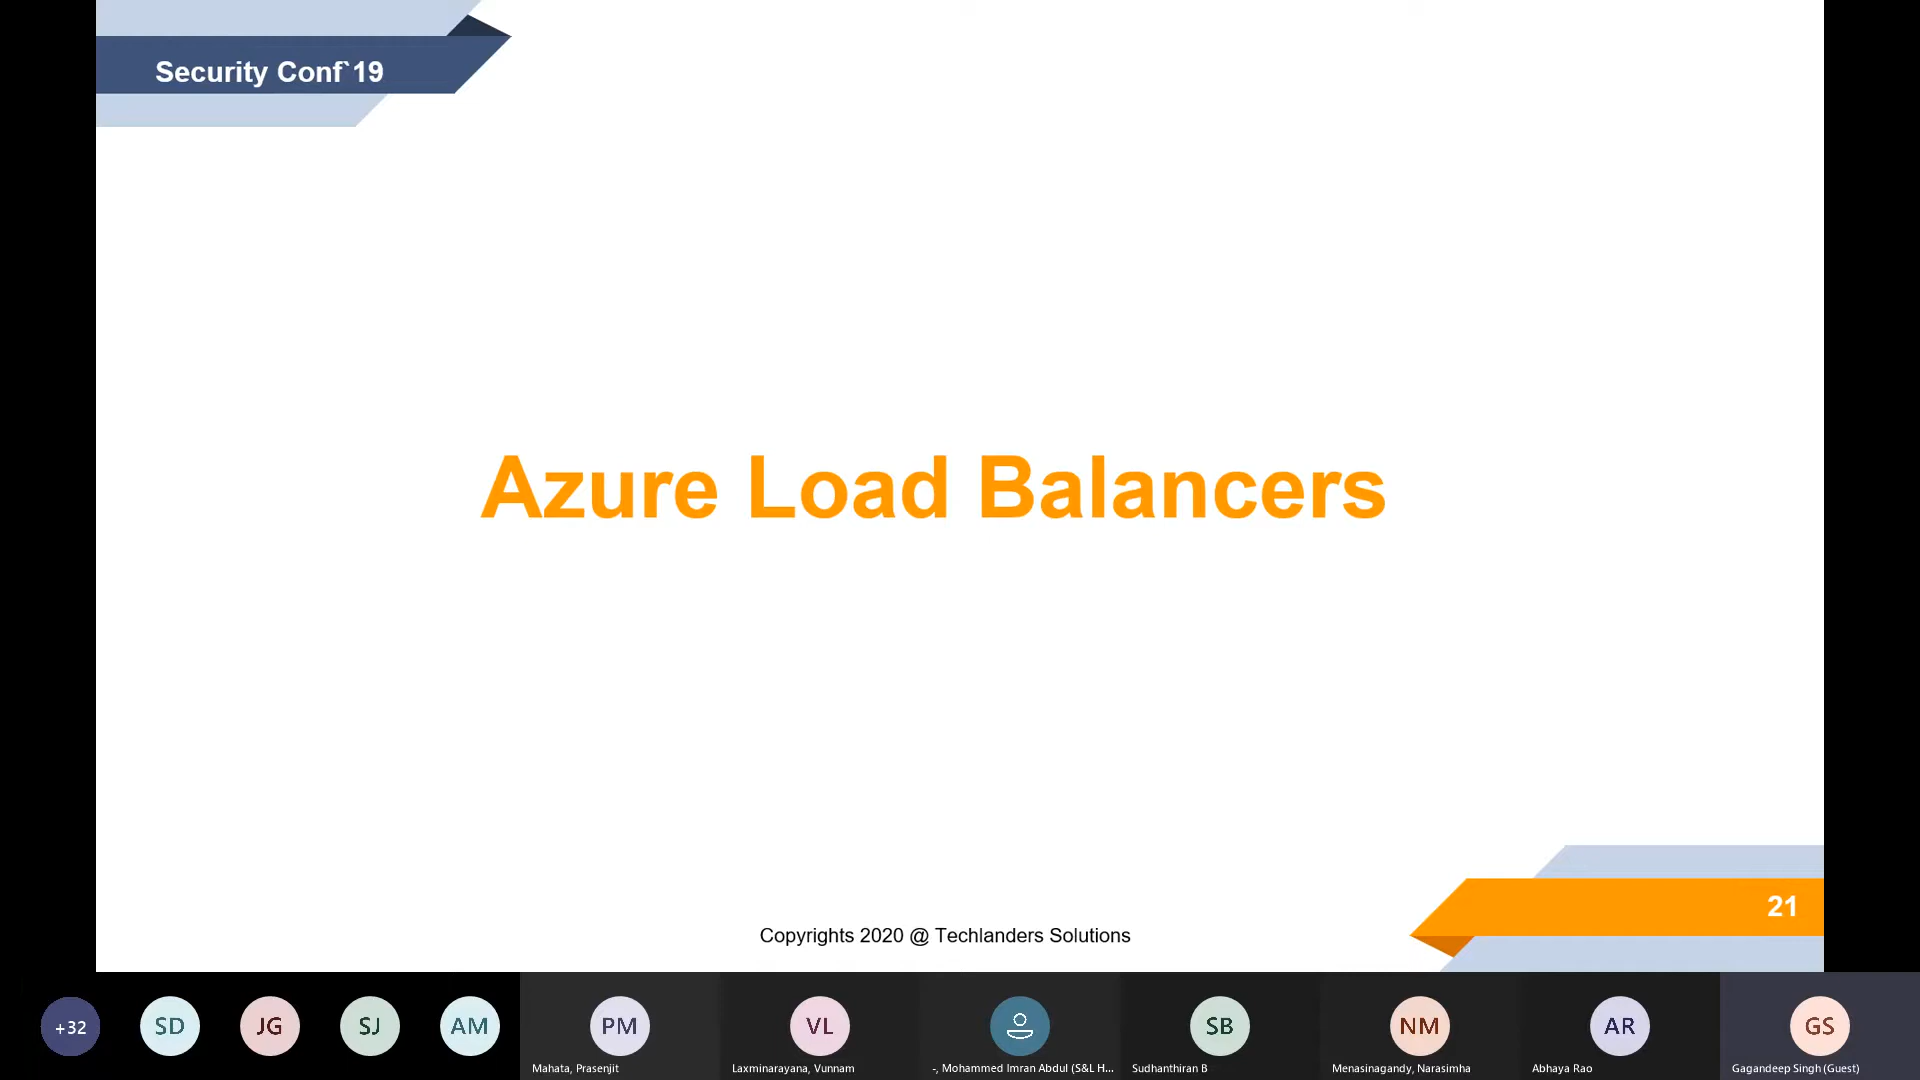 Security Conf`19
Azure Load Balancers
21
Copyrights 2020 @ Techlanders Solutions
+32
SD
JG
SJ
AM
PM
VL
SB
NM
AR
GS
Mahata, Prasenjit
Laxminarayana, Vunnam
-, Mohammed Imran Abdul (S&L H...
Sudhanthiran B
Menasinagandy, Narasimha
Abhaya Rao
Gagandeep Singh (Guest)